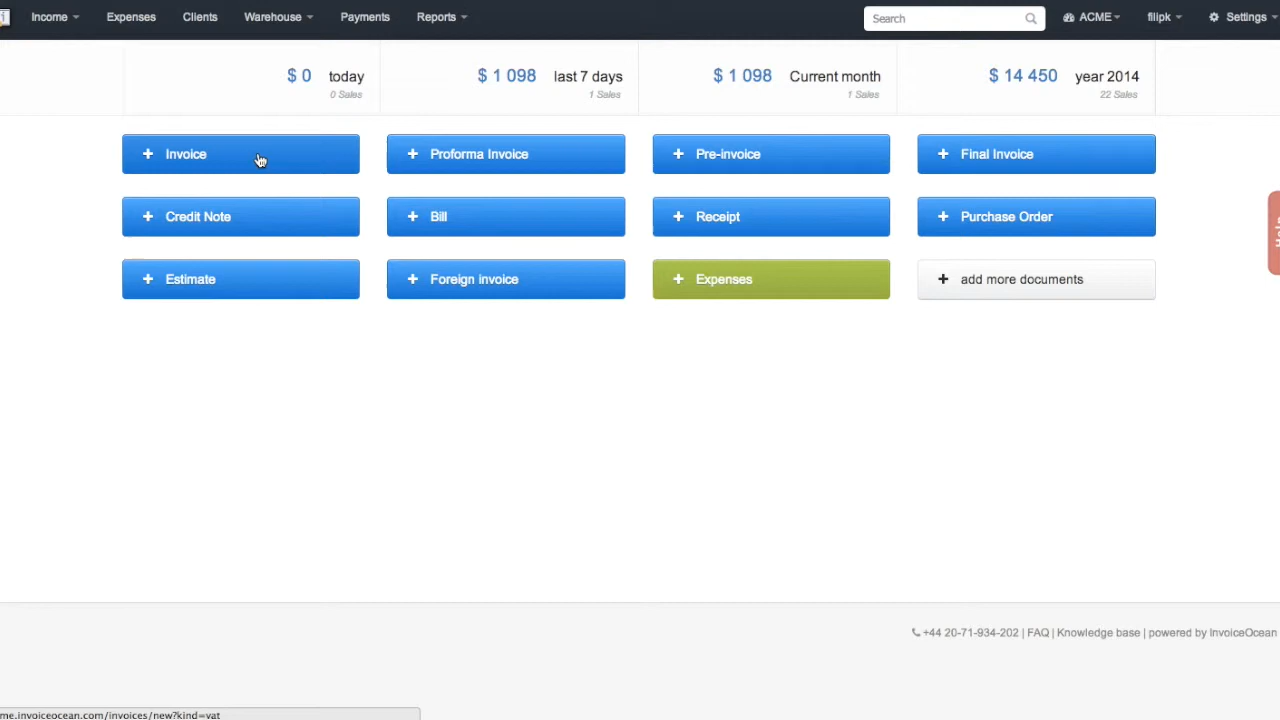 Income Expenses Clients Warehouse Payments Reports Search ACME filipk Settings
$ 0 today $ 1 098 last 7 days $ 1 098 Current month $ 14 450 year 2014
0 Sales 1 Sales 1 Sales 22 Sales
+ Invoice + Proforma Invoice + Pre-invoice + Final Invoice
+ Credit Note + Bill + Receipt + Purchase Order
Help
+ Estimate + Foreign invoice + Expenses + add more documents
+44 20-71-934-202 | FAQ | Knowledge base | powered by InvoiceOcean
me.invoiceocean.com/invoices/new?kind=vat